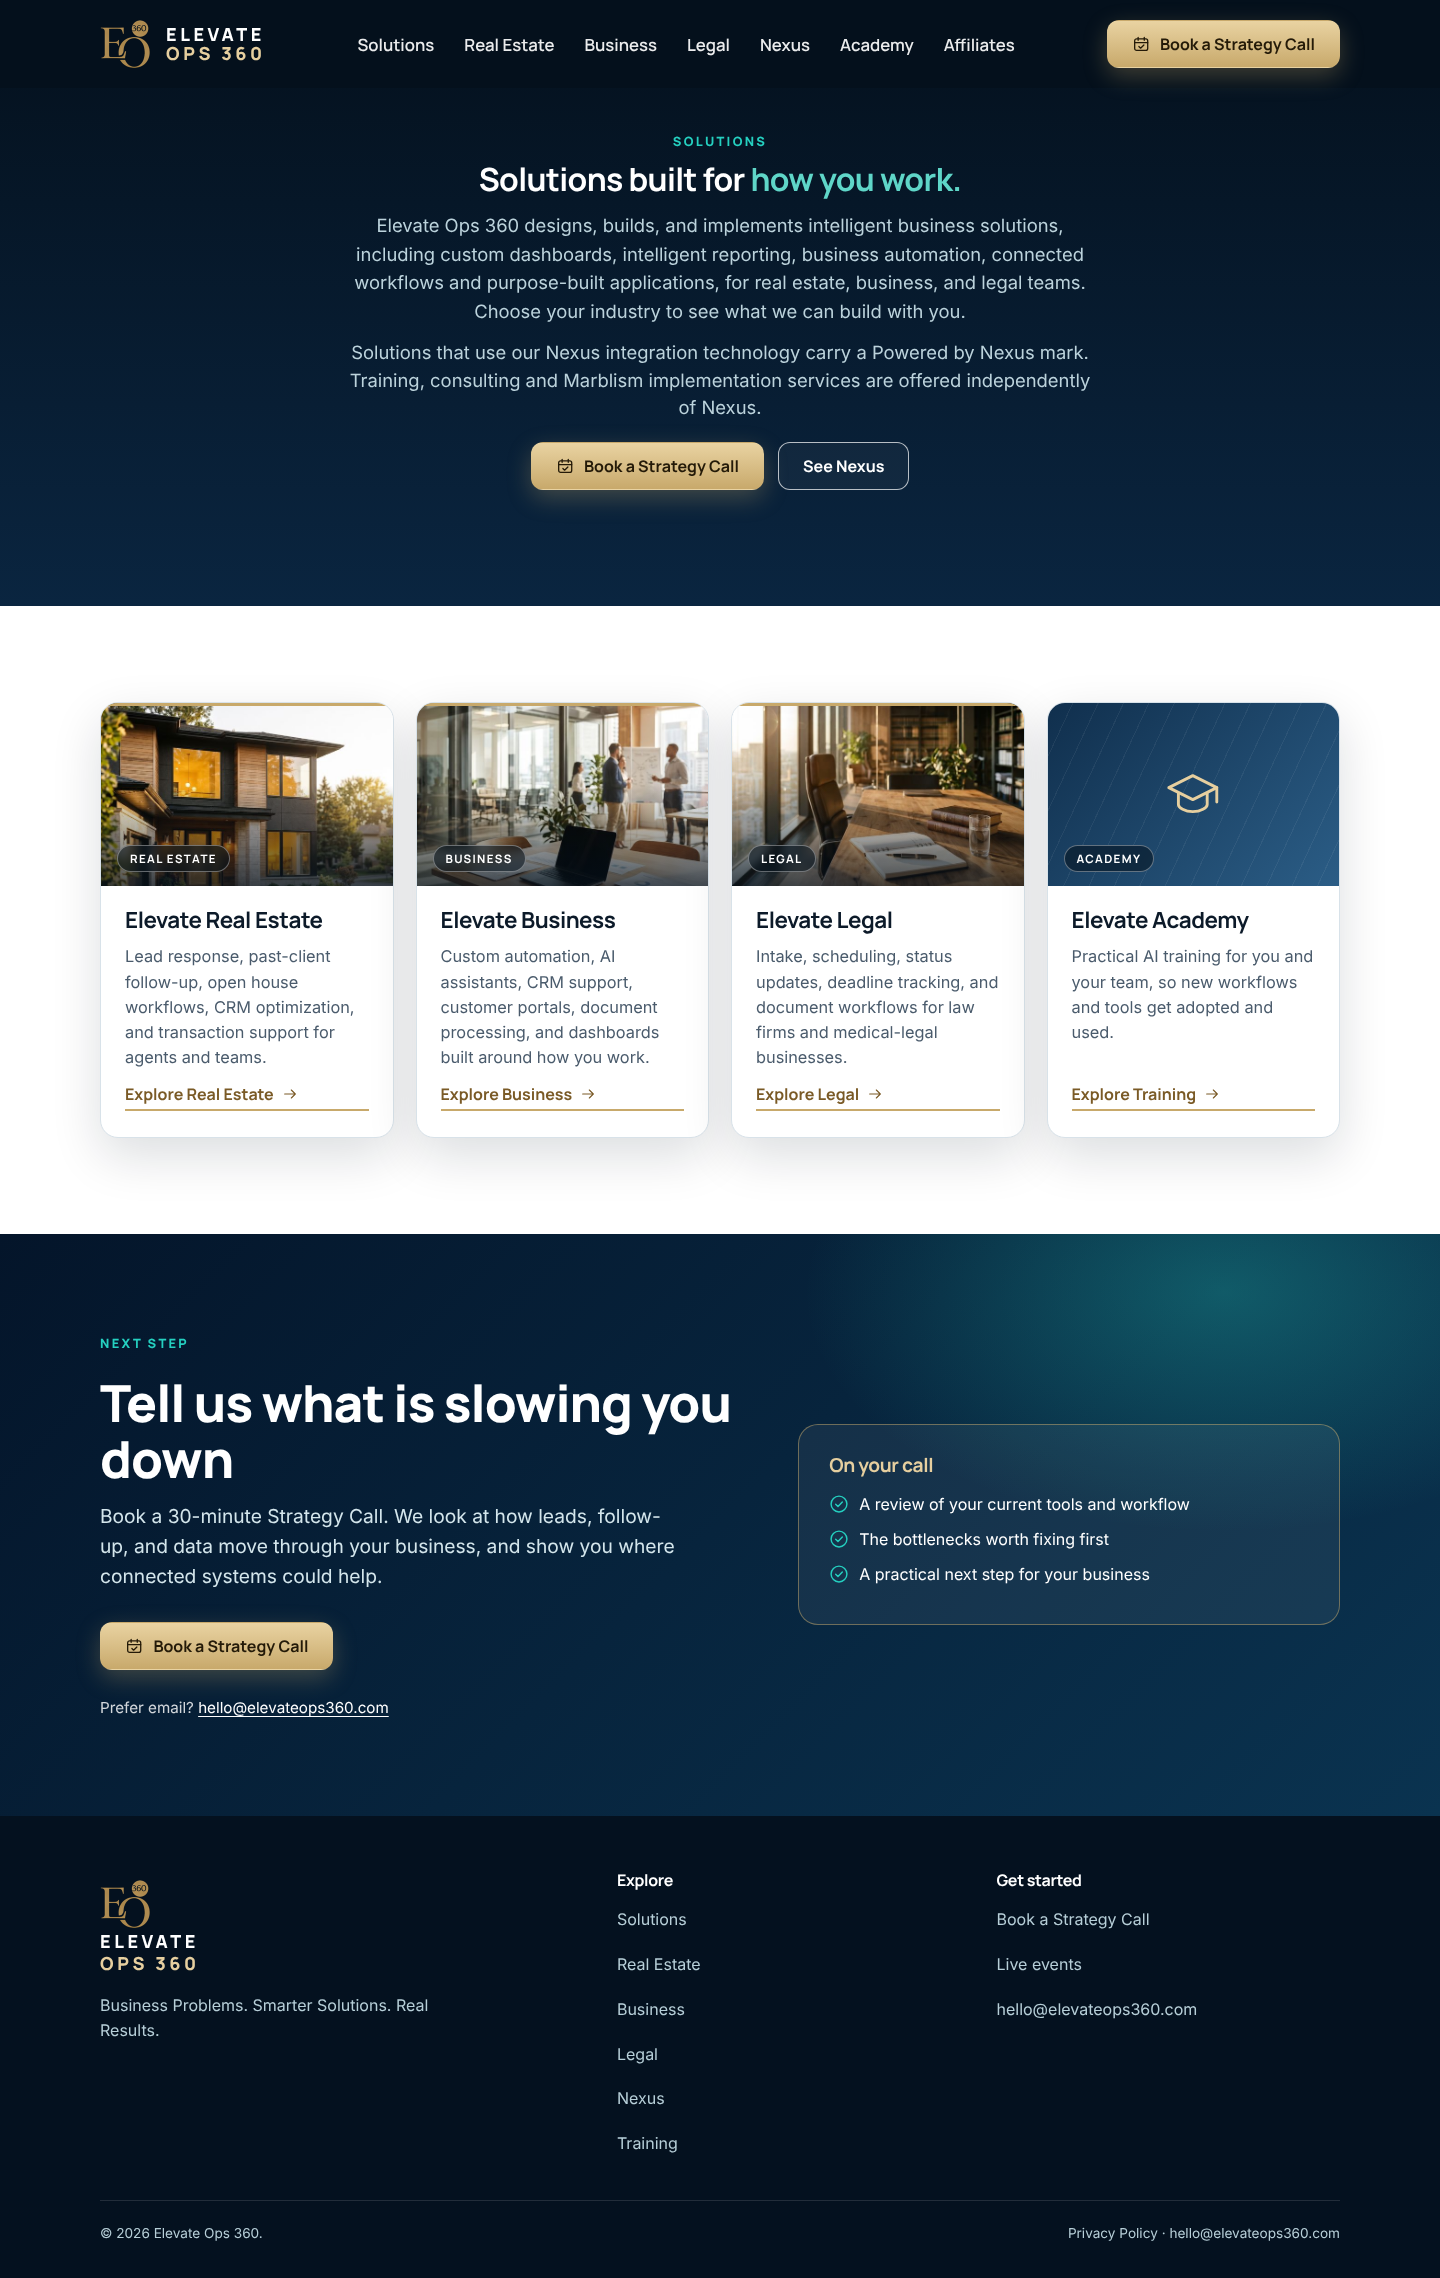 360
EO
ELEVATE
OPS 360
Solutions
Real Estate
Business
Legal
Nexus
Academy
Affiliates
Book a Strategy Call
SOLUTIONS
Solutions built for how you work.
Elevate Ops 360 designs, builds, and implements intelligent business solutions,
including custom dashboards, intelligent reporting, business automation, connected
workflows and purpose-built applications, for real estate, business, and legal teams.
Choose your industry to see what we can build with you.
Solutions that use our Nexus integration technology carry a Powered by Nexus mark.
Training, consulting and Marblism implementation services are offered independently
of Nexus.
Book a Strategy Call
See Nexus
REAL ESTATE
Elevate Real Estate
Lead response, past-client
follow-up, open house
workflows, CRM optimization,
and transaction support for
agents and teams.
Explore Real Estate
BUSINESS
Elevate Business
Custom automation, AI
assistants, CRM support,
customer portals, document
processing, and dashboards
built around how you work.
Explore Business
LEGAL
Elevate Legal
Intake, scheduling, status
updates, deadline tracking, and
document workflows for law
firms and medical-legal
businesses.
Explore Legal
ACADEMY
Elevate Academy
Practical AI training for you and
your team, so new workflows
and tools get adopted and
used.
Explore Training
NEXT STEP
Tell us what is slowing you
down
Book a 30-minute Strategy Call. We look at how leads, follow-
up, and data move through your business, and show you where
connected systems could help.
Book a Strategy Call
Prefer email? hello@elevateops360.com
On your call
A review of your current tools and workflow
The bottlenecks worth fixing first
A practical next step for your business
360
EO
ELEVATE
OPS 360
Business Problems. Smarter Solutions. Real
Results.
Explore
Solutions
Real Estate
Business
Legal
Nexus
Training
Get started
Book a Strategy Call
Live events
hello@elevateops360.com
© 2026 Elevate Ops 360.
Privacy Policy · hello@elevateops360.com